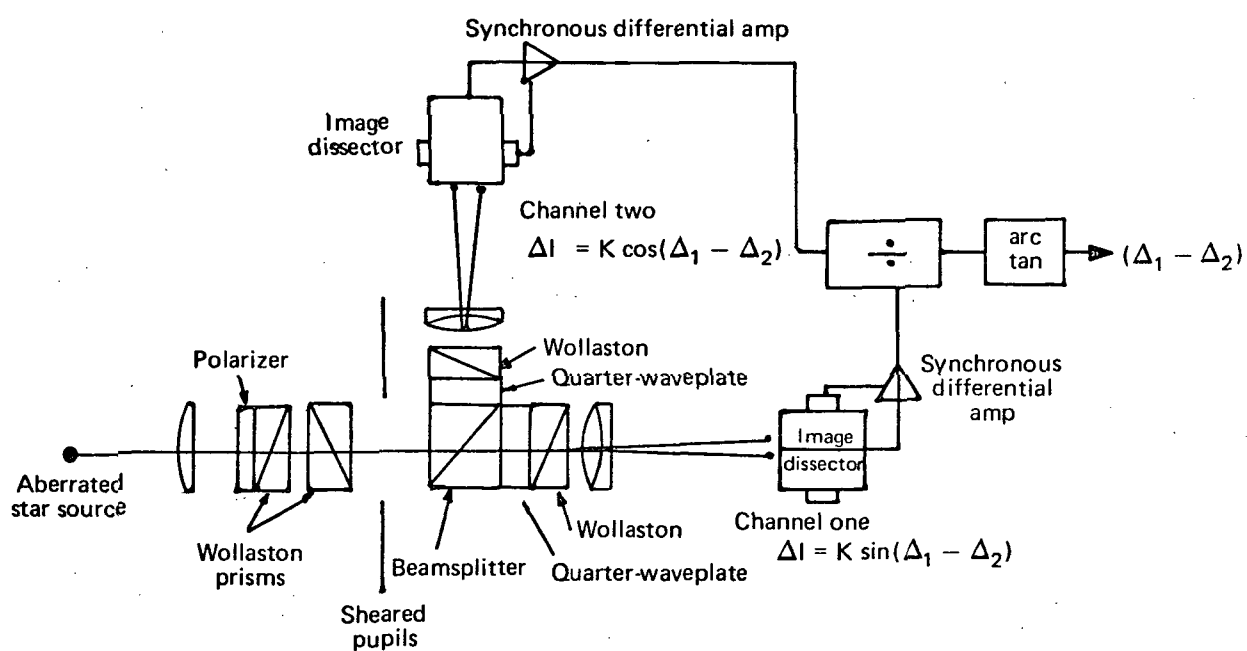 Synchronous differential amp
Image
dissector
Channel two
ΔI = K cos(Δ₁ − Δ₂)
÷
arc
tan
(Δ₁ − Δ₂)
Polarizer
Wollaston
Quarter-waveplate
Synchronous
differential
amp
Image
dissector
Aberrated
star source
Wollaston
prisms
Beamsplitter
Wollaston
Quarter-waveplate
Channel one
ΔI = K sin(Δ₁ − Δ₂)
Sheared
pupils